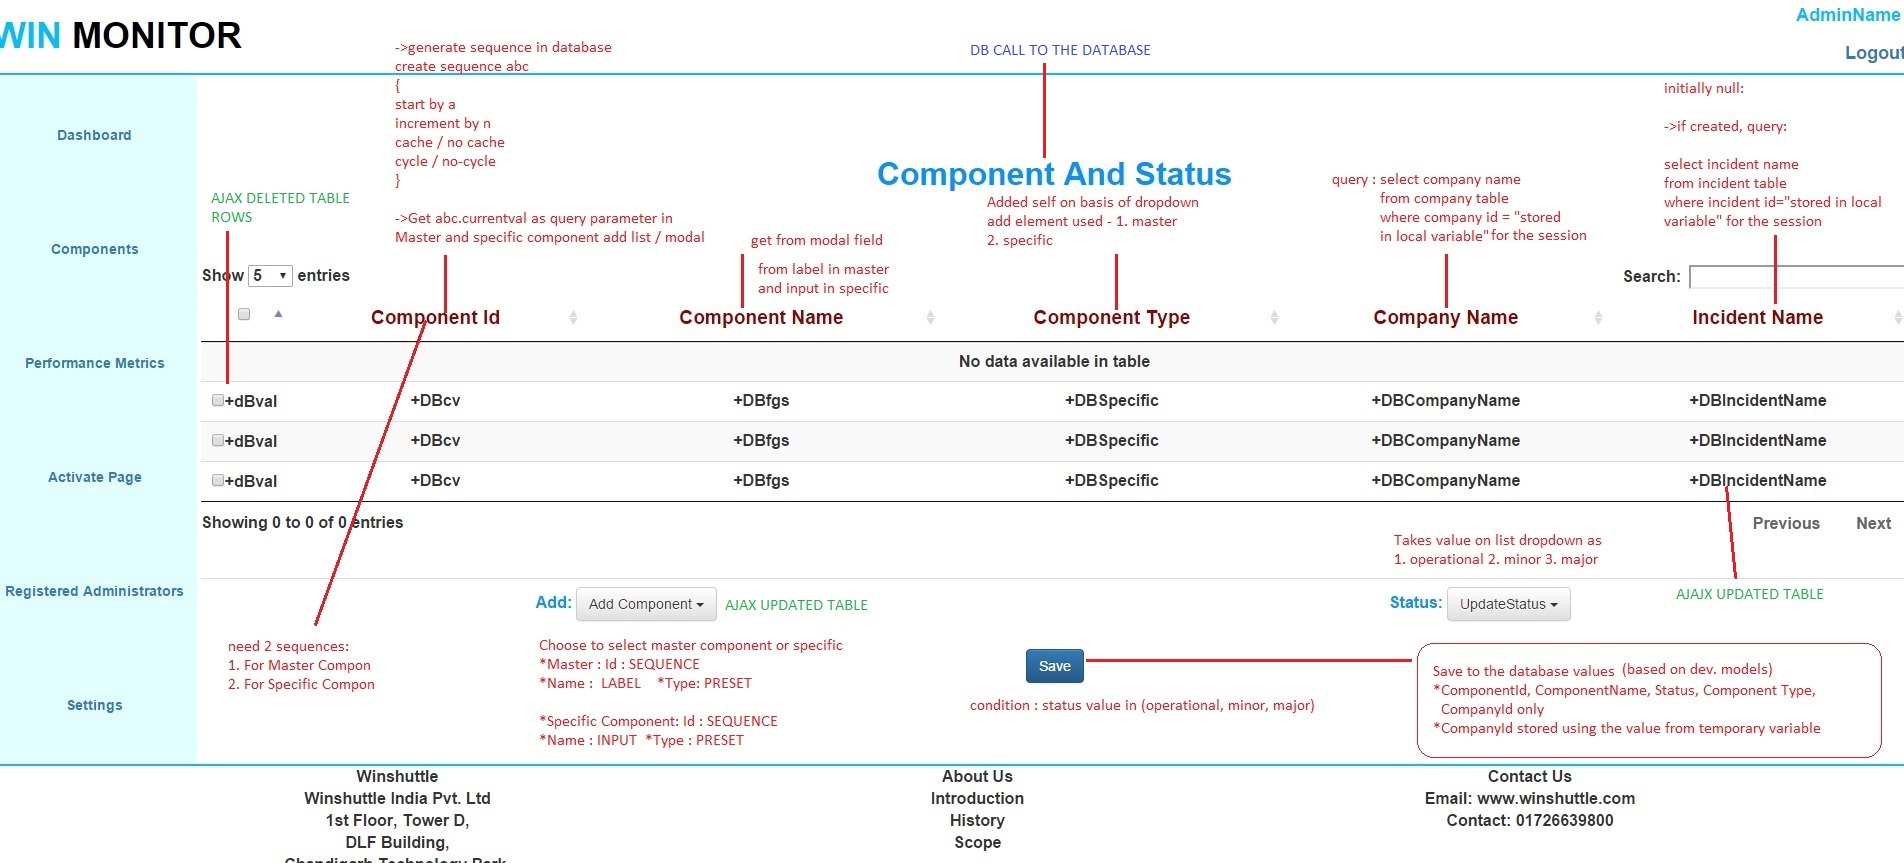 WIN MONITOR
AdminName
Logout
->generate sequence in database
create sequence abc
{
start by a
increment by n
cache / no cache
cycle / no-cycle
}
->Get abc.currentval as query parameter in
Master and specific component add list / modal
DB CALL TO THE DATABASE
initially null:
->if created, query:
select incident name
from incident table
where incident id="stored in local
variable" for the session
Dashboard
Components
Performance Metrics
Activate Page
Registered Administrators
Settings
AJAX DELETED TABLE
ROWS
Component And Status
Added self on basis of dropdown
add element used - 1. master
2. specific
query : select company name
from company table
where company id = "stored
in local variable" for the session
get from modal field
from label in master
and input in specific
Show 5 entries
Search:
Component Id Component Name Component Type Company Name Incident Name
No data available in table
+dBval +DBcv +DBfgs +DBSpecific +DBCompanyName +DBIncidentName
+dBval +DBcv +DBfgs +DBSpecific +DBCompanyName +DBIncidentName
+dBval +DBcv +DBfgs +DBSpecific +DBCompanyName +DBIncidentName
Showing 0 to 0 of 0 entries
Previous Next
Takes value on list dropdown as
1. operational 2. minor 3. major
Add: Add Component AJAX UPDATED TABLE
Status: UpdateStatus
AJAJX UPDATED TABLE
need 2 sequences:
1. For Master Compon
2. For Specific Compon
Choose to select master component or specific
*Master : Id : SEQUENCE
*Name : LABEL *Type: PRESET
*Specific Component: Id : SEQUENCE
*Name : INPUT *Type : PRESET
Save
condition : status value in (operational, minor, major)
Save to the database values (based on dev. models)
*ComponentId, ComponentName, Status, Component Type,
CompanyId only
*CompanyId stored using the value from temporary variable
Winshuttle
Winshuttle India Pvt. Ltd
1st Floor, Tower D,
DLF Building,
Chandigarh Technology Park
About Us
Introduction
History
Scope
Contact Us
Email: www.winshuttle.com
Contact: 01726639800